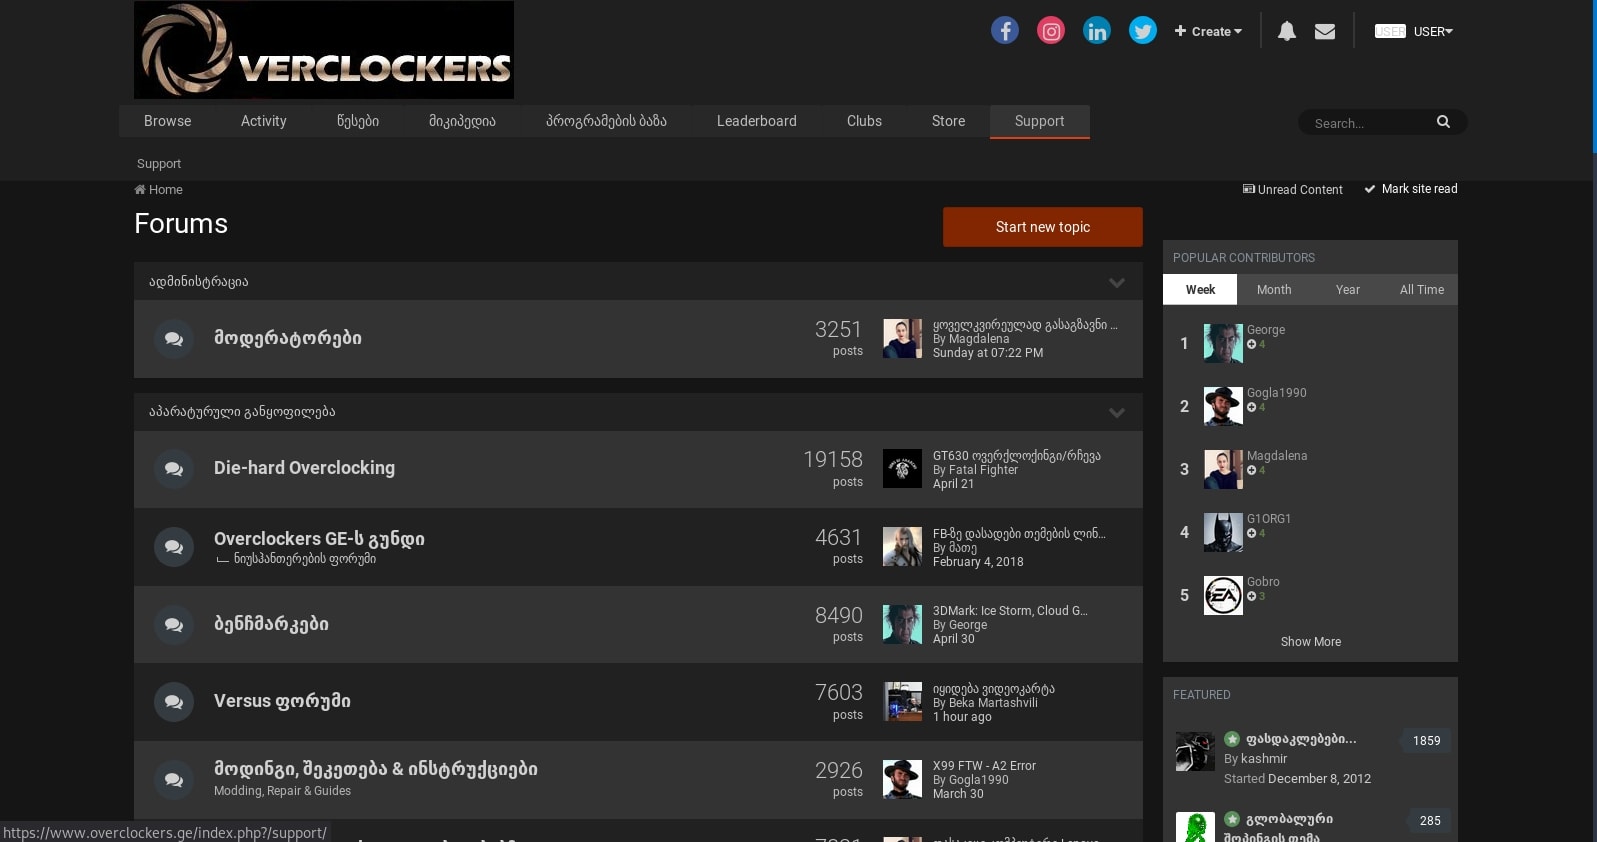 VERCLOCKERS
Create
USER USER
Browse Activity წესები მიკიპედია პროგრამების ბაზა Leaderboard Clubs Store Support
Search...
Support
Home
Unread Content Mark site read
Forums
Start new topic
ადმინისტრაცია
მოდერატორები
3251
posts
ყოველკვირეულად გასაგზავნი ...
By Magdalena
Sunday at 07:22 PM
აპარატურული განყოფილება
Die-hard Overclocking
19158
posts
GT630 ოვერქლოქინგი/რჩევა
By Fatal Fighter
April 21
Overclockers GE-ს გუნდი
ნიუსჰანთერების ფორუმი
4631
posts
FB-ზე დასადები თემების ლინ...
By მათე
February 4, 2018
ბენჩმარკები
8490
posts
3DMark: Ice Storm, Cloud G...
By George
April 30
Versus ფორუმი
7603
posts
იყიდება ვიდეოკარტა
By Beka Martashvili
1 hour ago
მოდინგი, შეკეთება & ინსტრუქციები
Modding, Repair & Guides
2926
posts
X99 FTW - A2 Error
By Gogla1990
March 30
POPULAR CONTRIBUTORS
Week Month Year All Time
1 George
4
2 Gogla1990
4
3 Magdalena
4
4 G1ORG1
4
5 Gobro
3
Show More
FEATURED
ფასდაკლებები... 1859
By kashmir
Started December 8, 2012
გლობალური 285
შოპინგის თემა
https://www.overclockers.ge/index.php?/support/